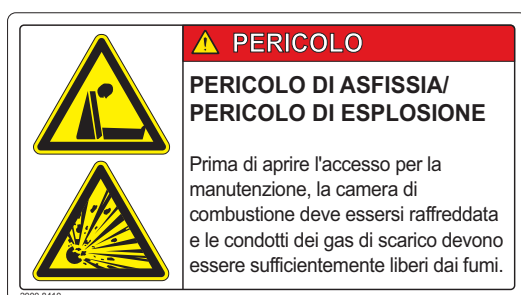 PERICOLO
PERICOLO DI ASFISSIA/
PERICOLO DI ESPLOSIONE
Prima di aprire l'accesso per la
manutenzione, la camera di
combustione deve essersi raffreddata
e le condotti dei gas di scarico devono
essere sufficientemente liberi dai fumi.